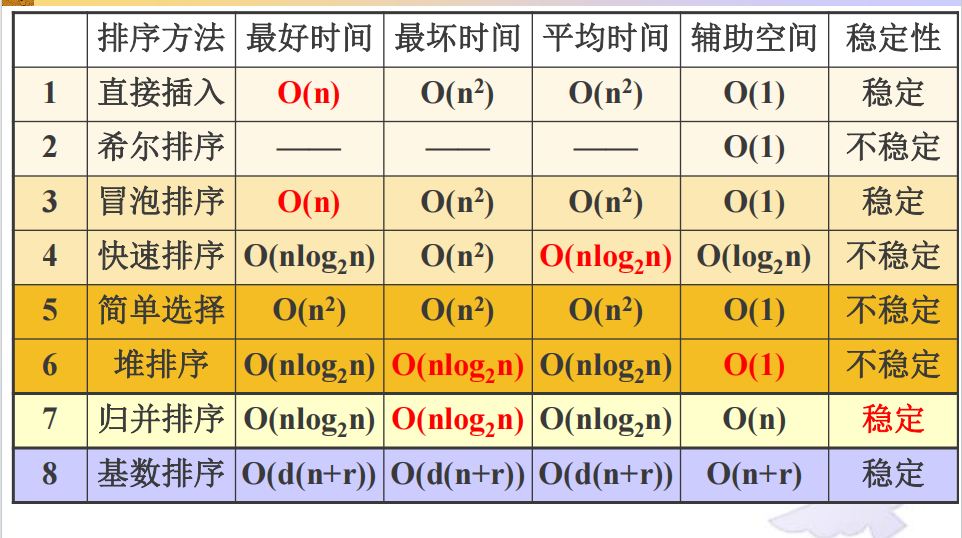 排序方法 最好时间 最坏时间 平均时间 辅助空间 稳定性
1 直接插入 O(n) O(n²) O(n²) O(1) 稳定
2 希尔排序 —— —— —— O(1) 不稳定
3 冒泡排序 O(n) O(n²) O(n²) O(1) 稳定
4 快速排序 O(nlog₂n) O(n²) O(nlog₂n) O(log₂n) 不稳定
5 简单选择 O(n²) O(n²) O(n²) O(1) 不稳定
6 堆排序 O(nlog₂n) O(nlog₂n) O(nlog₂n) O(1) 不稳定
7 归并排序 O(nlog₂n) O(nlog₂n) O(nlog₂n) O(n) 稳定
8 基数排序 O(d(n+r)) O(d(n+r)) O(d(n+r)) O(n+r) 稳定